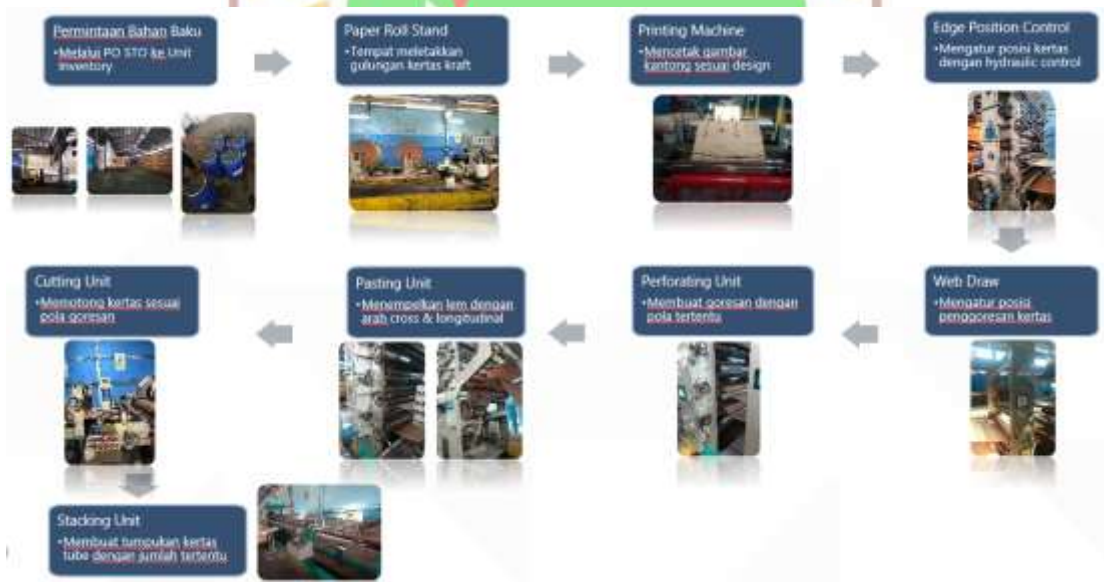 Permintaan Bahan Baku
•Melalui PO STO ke Unit
Inventory
Paper Roll Stand
•Tempat meletakkan
gulungan kertas kraft
Printing Machine
•Mencetak gambar
kantong sesuai design
Edge Position Control
•Mengatur posisi kertas
dengan hydraulic control
Web Draw
•Mengatur posisi
penggoresan kertas
Perforating Unit
•Membuat goresan dengan
pola tertentu
Pasting Unit
•Menempelkan lem dengan
arah cross & longitudinal
Cutting Unit
•Memotong kertas sesuai
pola goresan
Stacking Unit
•Membuat tumpukan kertas
tube dengan jumlah tertentu